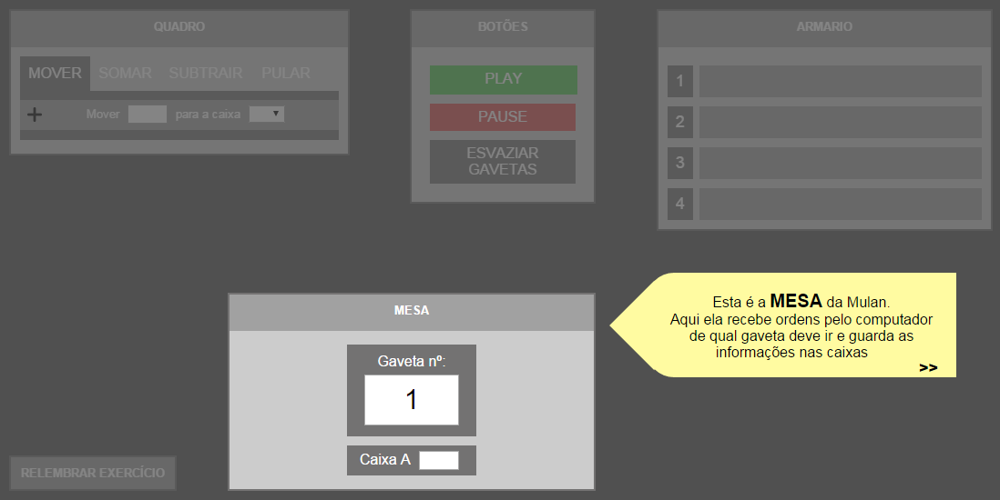 QUADRO
MOVER SOMAR SUBTRAIR PULAR
+ Mover para a caixa
BOTÕES
PLAY
PAUSE
ESVAZIAR
GAVETAS
ARMARIO
1
2
3
4
MESA
Gaveta nº:
1
Caixa A
Esta é a MESA da Mulan.
Aqui ela recebe ordens pelo computador
de qual gaveta deve ir e guarda as
informações nas caixas
>>
RELEMBRAR EXERCÍCIO